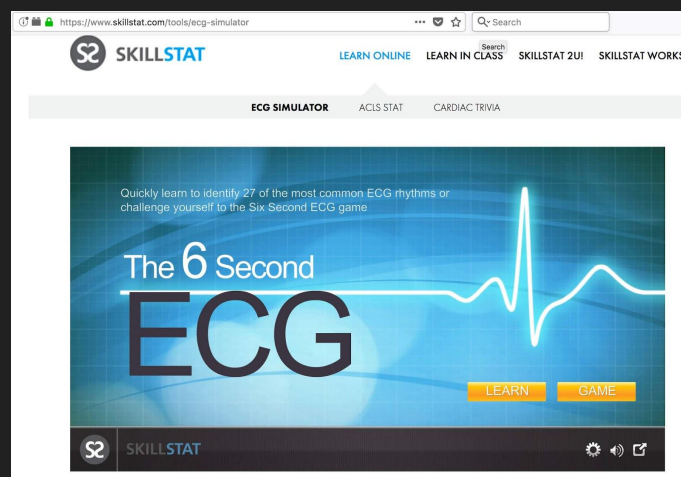 https://www.skillstat.com/tools/ecg-simulator
Search
SKILLSTAT
LEARN ONLINE
LEARN IN CLASS
Search
SKILLSTAT 2U!
SKILLSTAT WORKS
ECG SIMULATOR
ACLS STAT
CARDIAC TRIVIA
Quickly learn to identify 27 of the most common ECG rhythms or
challenge yourself to the Six Second ECG game
The 6 Second
ECG
LEARN
GAME
SKILLSTAT